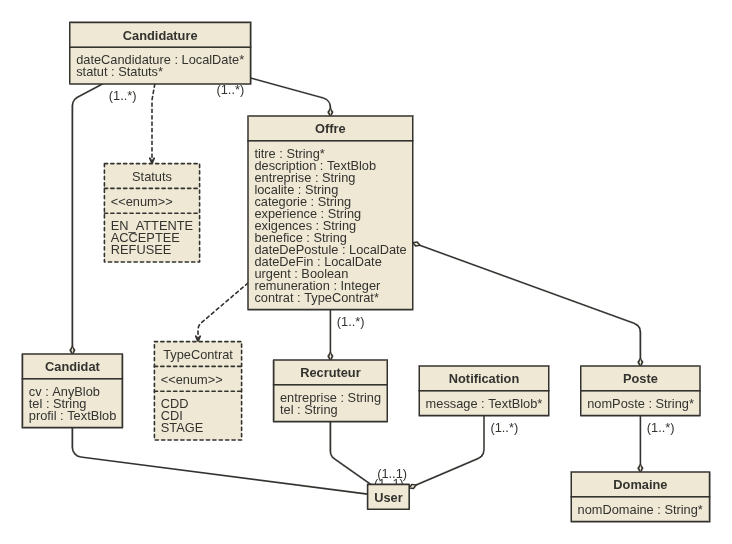 Candidature
dateCandidature : LocalDate*
statut : Statuts*
(1..*)
(1..*)
Offre
titre : String*
description : TextBlob
entreprise : String
localite : String
categorie : String
experience : String
exigences : String
benefice : String
dateDePostule : LocalDate
dateDeFin : LocalDate
urgent : Boolean
remuneration : Integer
contrat : TypeContrat*
Statuts
<<enum>>
EN_ATTENTE
ACCEPTEE
REFUSEE
(1..*)
TypeContrat
<<enum>>
CDD
CDI
STAGE
Candidat
cv : AnyBlob
tel : String
profil : TextBlob
Recruteur
entreprise : String
tel : String
Notification
message : TextBlob*
(1..*)
Poste
nomPoste : String*
(1..*)
(1..1)
(1..1)
User
Domaine
nomDomaine : String*